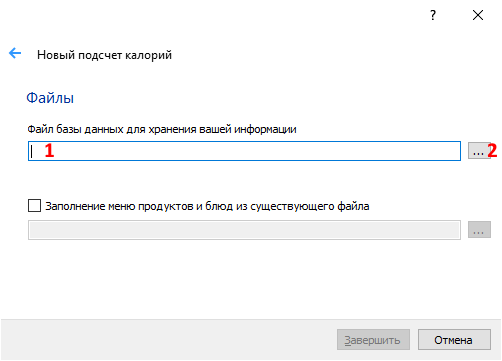 ?
Новый подсчет калорий
Файлы
Файл базы данных для хранения вашей информации
1
... 2
Заполнение меню продуктов и блюд из существующего файла
...
Завершить Отмена